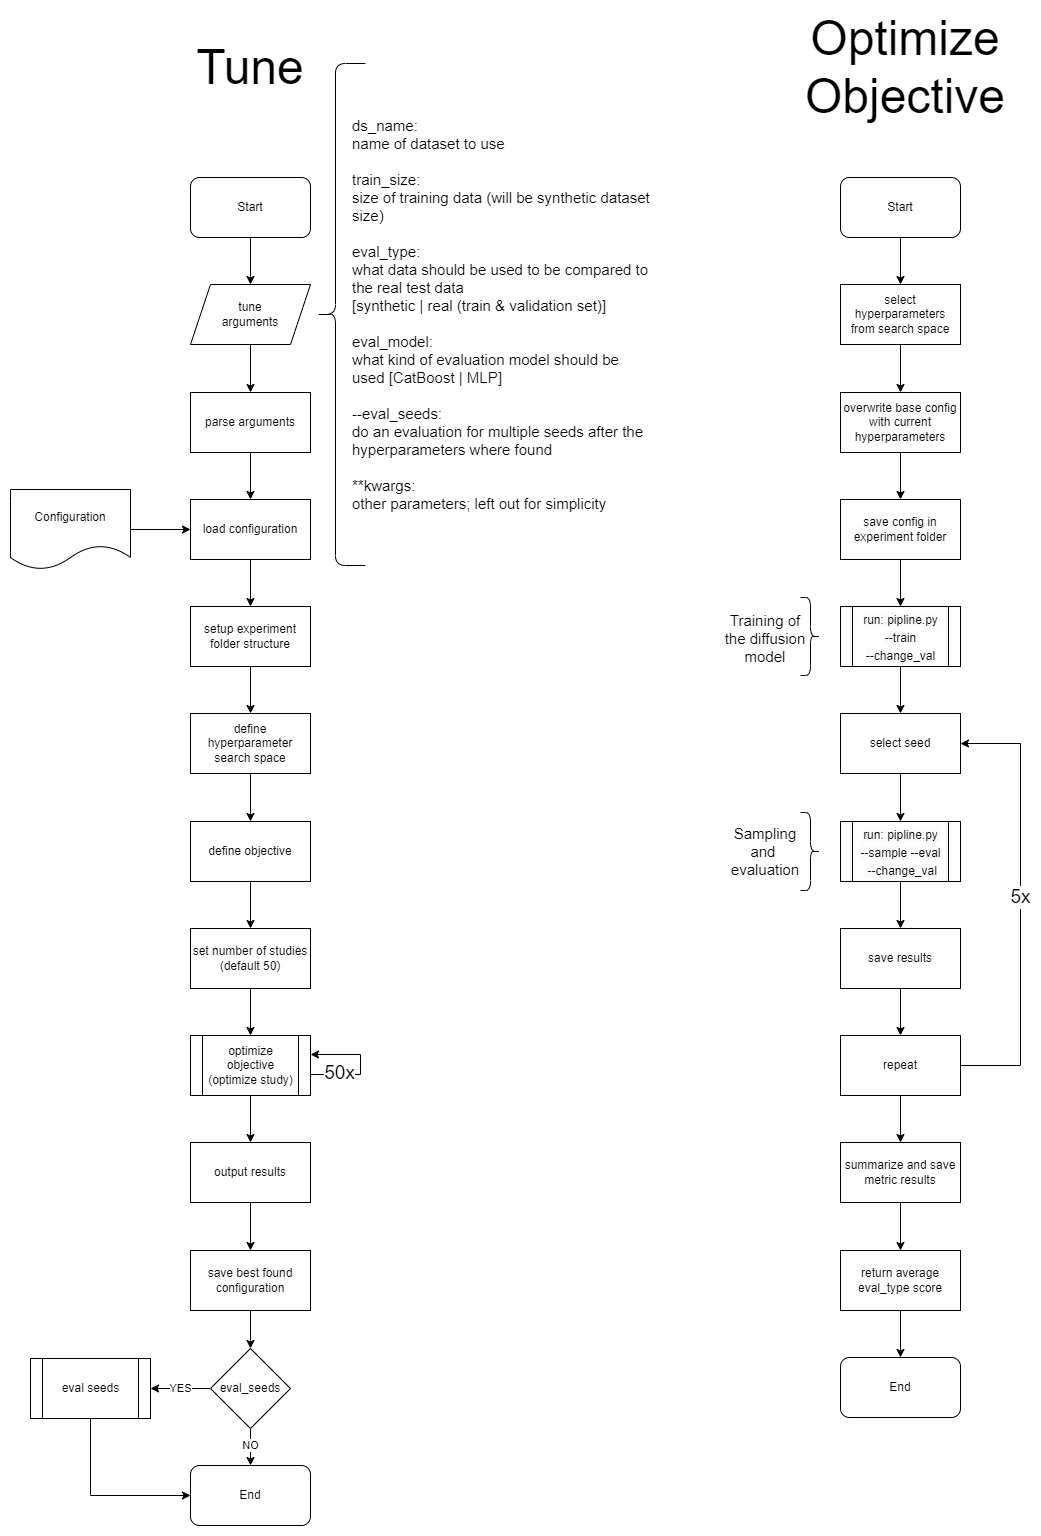 Tune
ds_name:
name of dataset to use
train_size:
size of training data (will be synthetic dataset
size)
eval_type:
what data should be used to be compared to
the real test data
[synthetic | real (train & validation set)]
eval_model:
what kind of evaluation model should be
used [CatBoost | MLP]
--eval_seeds:
do an evaluation for multiple seeds after the
hyperparameters where found
**kwargs:
other parameters; left out for simplicity
Start
tune
arguments
parse arguments
Configuration
load configuration
setup experiment
folder structure
define
hyperparameter
search space
define objective
set number of studies
(default 50)
optimize
objective
(optimize study)
50x
output results
save best found
configuration
eval_seeds
YES
eval seeds
NO
End
Optimize
Objective
Start
select
hyperparameters
from search space
overwrite base config
with current
hyperparameters
save config in
experiment folder
Training of
the diffusion
model
run: pipline.py
--train
--change_val
select seed
Sampling
and
evaluation
run: pipline.py
--sample --eval
--change_val
5x
save results
repeat
summarize and save
metric results
return average
eval_type score
End